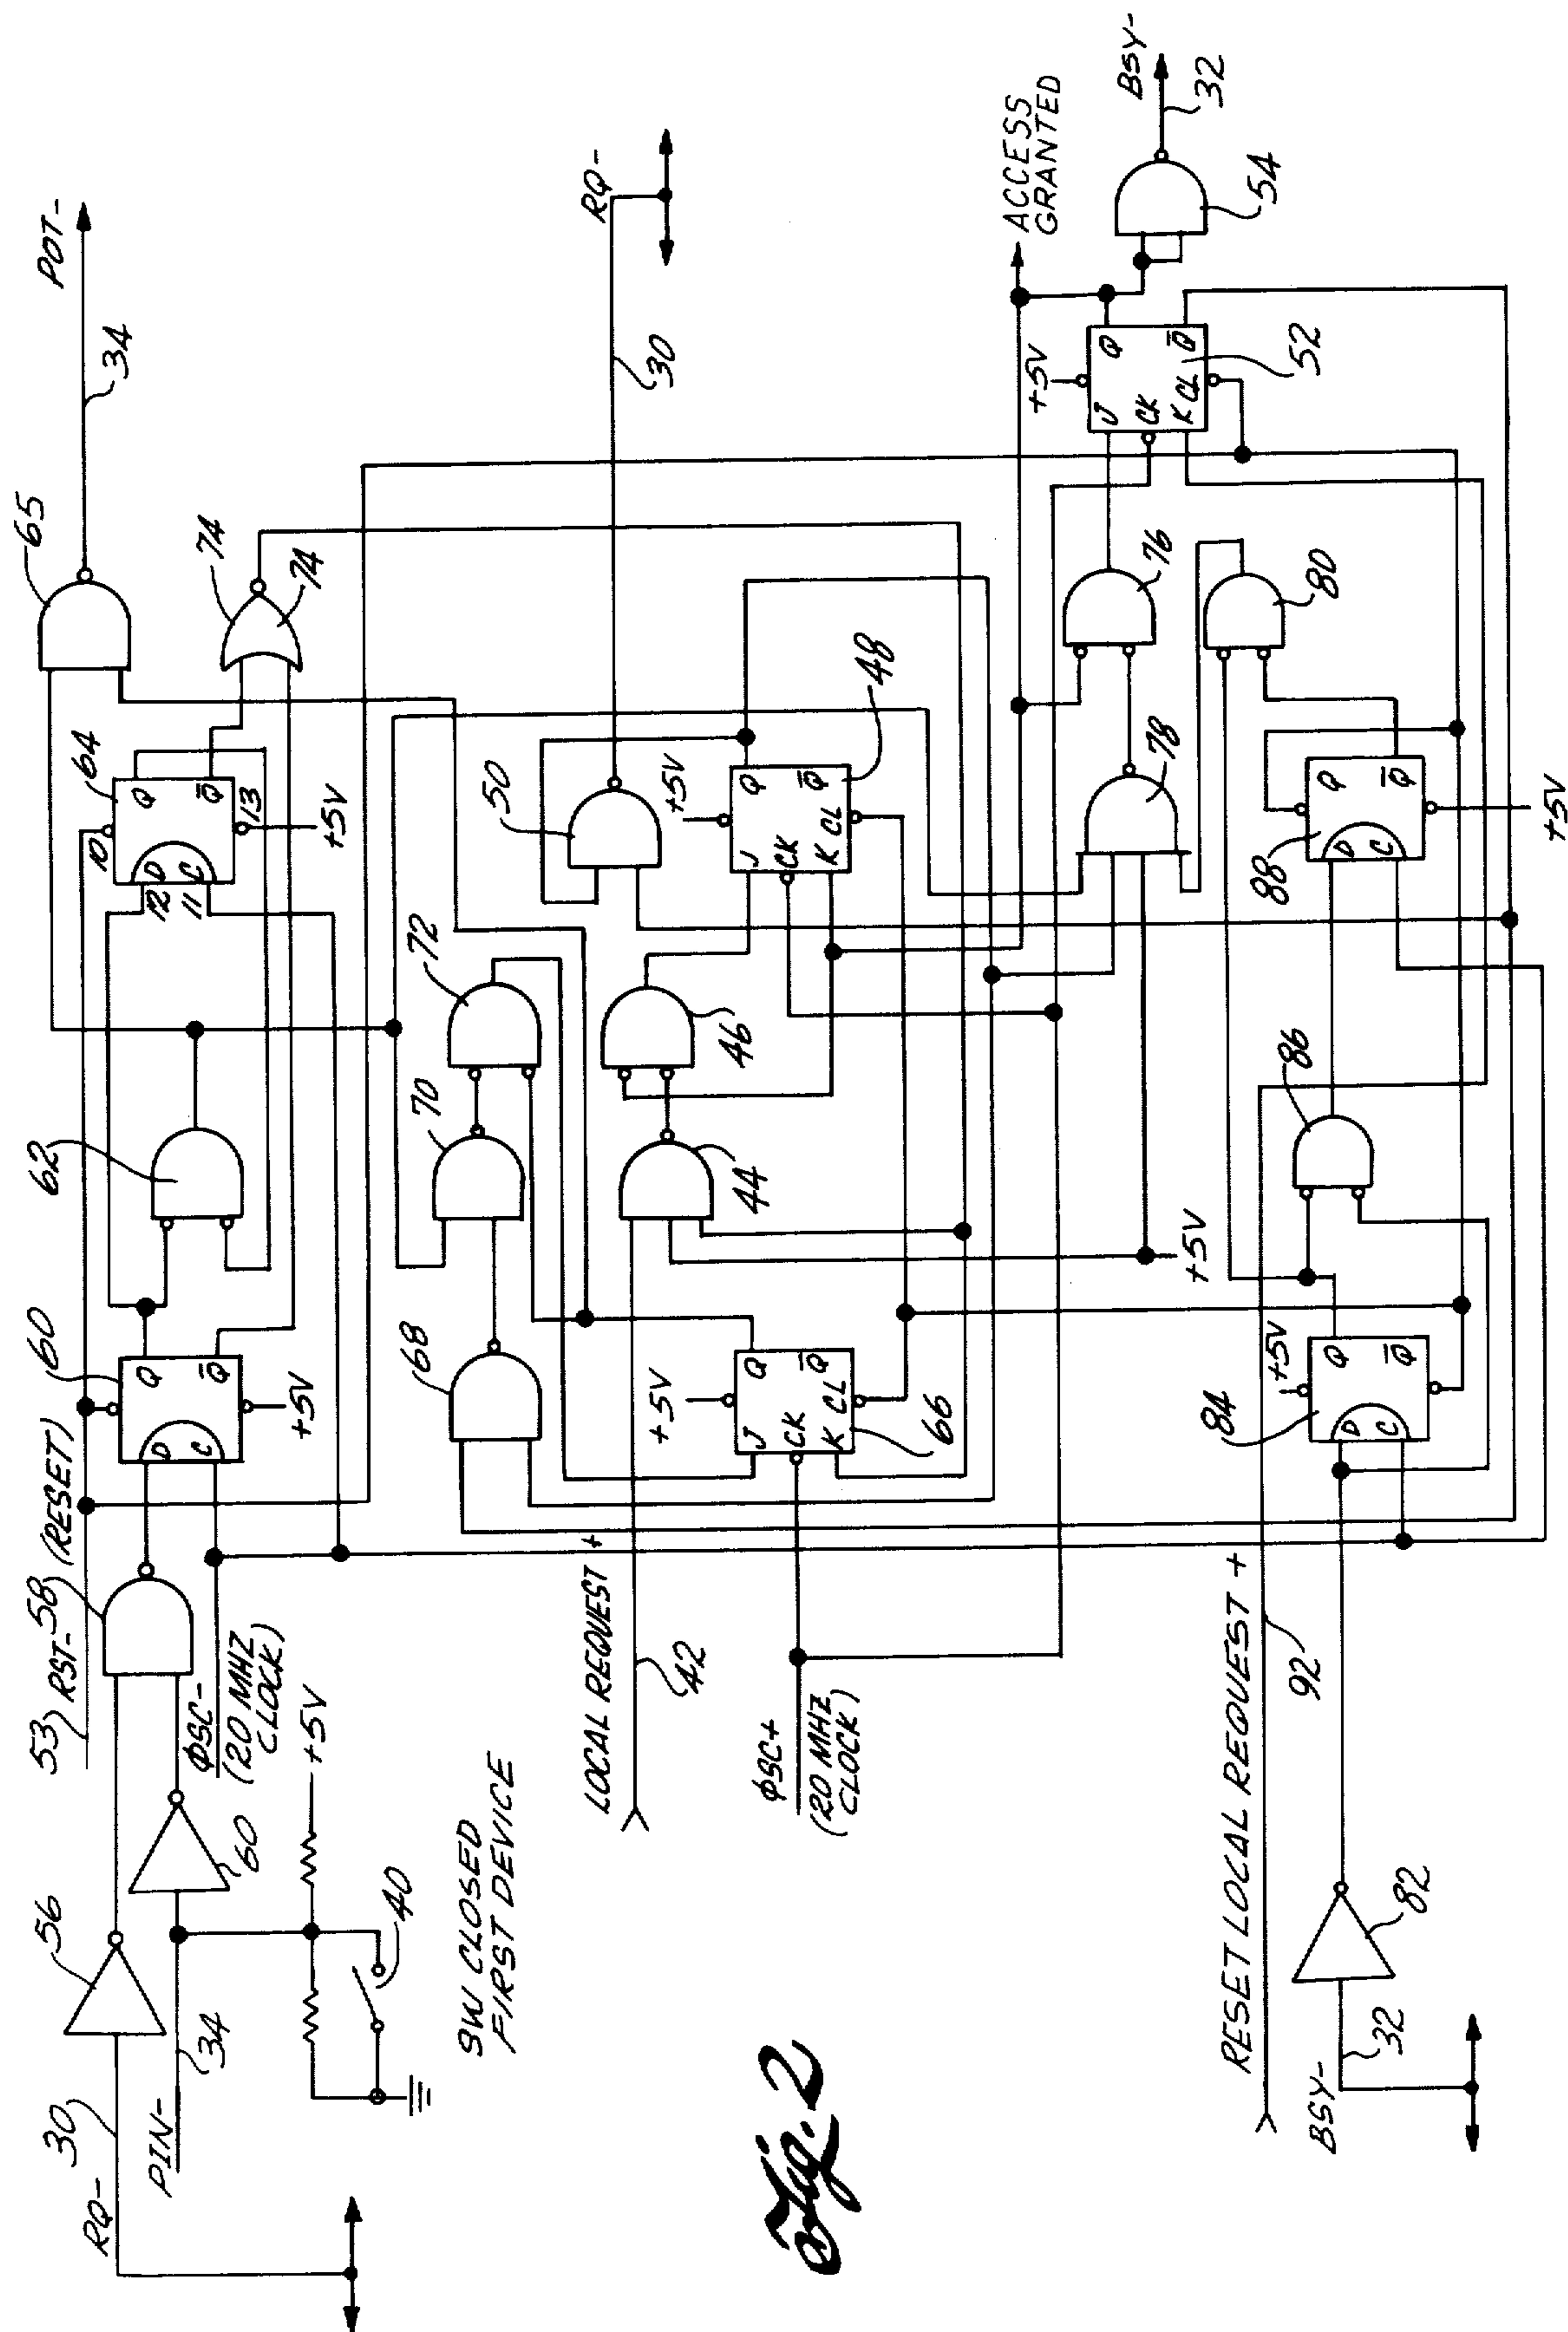 POT-
34
65
74
74
64
10
Q
Q̅
D
C
12
11
13
+5V
62
60
Q
Q̅
D
C
+5V
53
RST-
58
(RESET)
ΦSC-
(20 MHZ
CLOCK)
56
60
30
RQ-
PIN-
34
+5V
40
SW CLOSED
FIRST DEVICE
RQ-
30
50
72
70
68
46
44
+5V
48
J
CK
K
CL
Q
Q̅
+5V
66
J
CK
K
CL
Q
Q̅
LOCAL REQUEST +
42
ΦSC+
(20 MHZ
CLOCK)
ACCESS
GRANTED
BSY-
32
54
+5V
52
J
CK
K
CL
Q
Q̅
76
78
80
+5V
88
D
C
Q
Q̅
+5V
86
84
+5V
D
C
Q
Q̅
RESET LOCAL REQUEST +
92
82
BSY-
32
Fig. 2